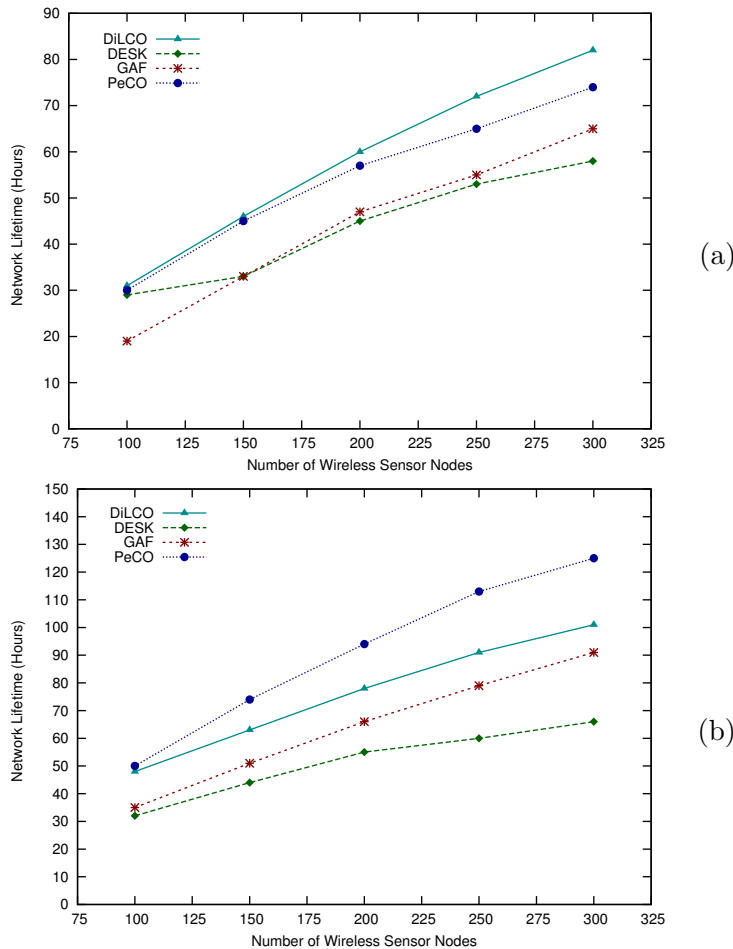 90
80
70
60
50
40
30
20
10
0
Network Lifetime (Hours)
DiLCO
DESK
GAF
PeCO
75 100 125 150 175 200 225 250 275 300 325
Number of Wireless Sensor Nodes
(a)
150
140
130
120
110
100
90
80
70
60
50
40
30
20
10
0
Network Lifetime (Hours)
DiLCO
DESK
GAF
PeCO
75 100 125 150 175 200 225 250 275 300 325
Number of Wireless Sensor Nodes
(b)